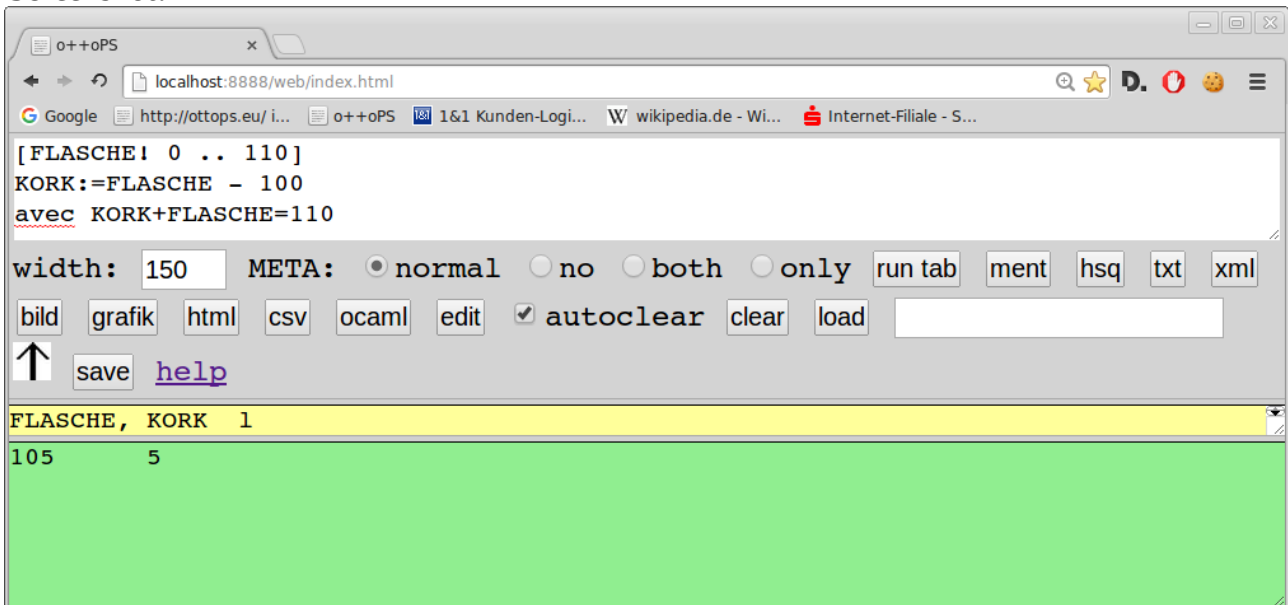 o++oPS
localhost:8888/web/index.html
Google http://ottops.eu/ i... o++oPS 1&1 Kunden-Logi... W wikipedia.de - Wi... Internet-Filiale - S...
[FLASCHE! 0 .. 110]
KORK:=FLASCHE - 100
avec KORK+FLASCHE=110
width: 150 META: normal no both only run tab ment hsq txt xml
bild grafik html csv ocaml edit autoclear clear load
save help
FLASCHE, KORK l
105 5